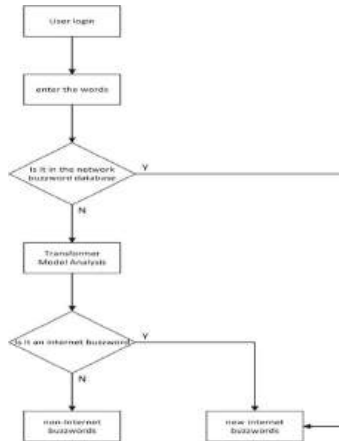 User login
enter the words
Is it in the network
buzzword database
Y
N
Transformer
Model Analysis
Is it an internet buzzword
Y
N
non-Internet
buzzwords
new internet
buzzwords